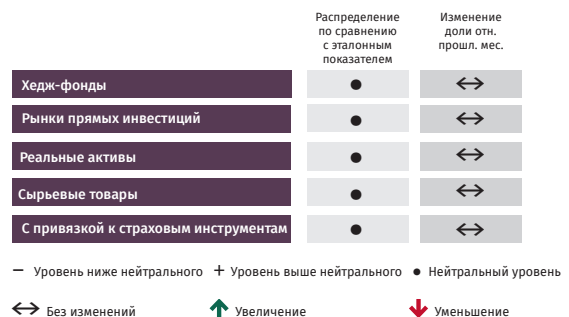 Распределение
по сравнению
с эталонным
показателем
Изменение
доли отн.
прошл. мес.
Хедж-фонды ● ↔
Рынки прямых инвестиций ● ↔
Реальные активы ● ↔
Сырьевые товары ● ↔
С привязкой к страховым инструментам ● ↔
− Уровень ниже нейтрального + Уровень выше нейтрального ● Нейтральный уровень
↔ Без изменений ↑ Увеличение ↓ Уменьшение